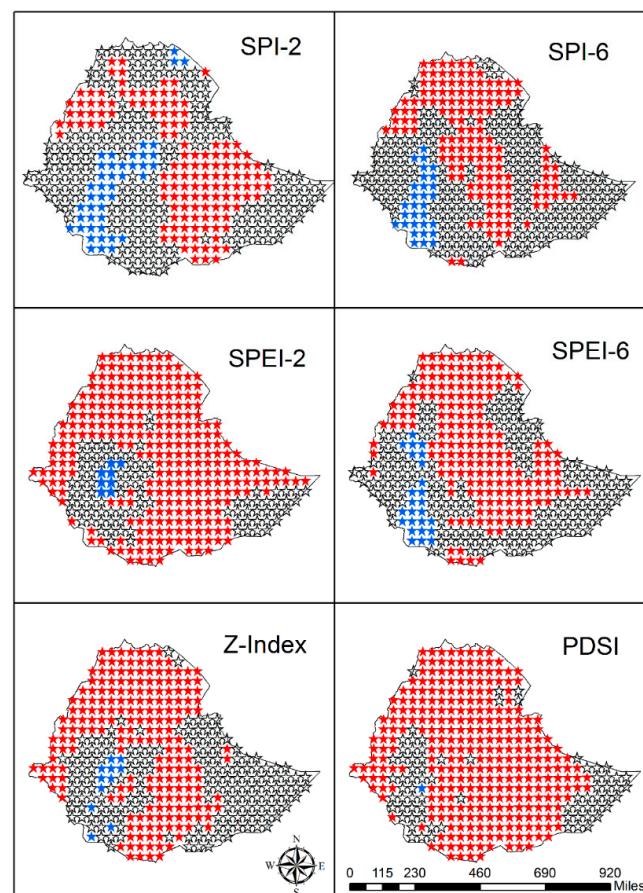 SPI-2
SPI-6
SPEI-2
SPEI-6
Z-Index
PDSI
N
W E
S
0 115 230 460 690 920
Miles